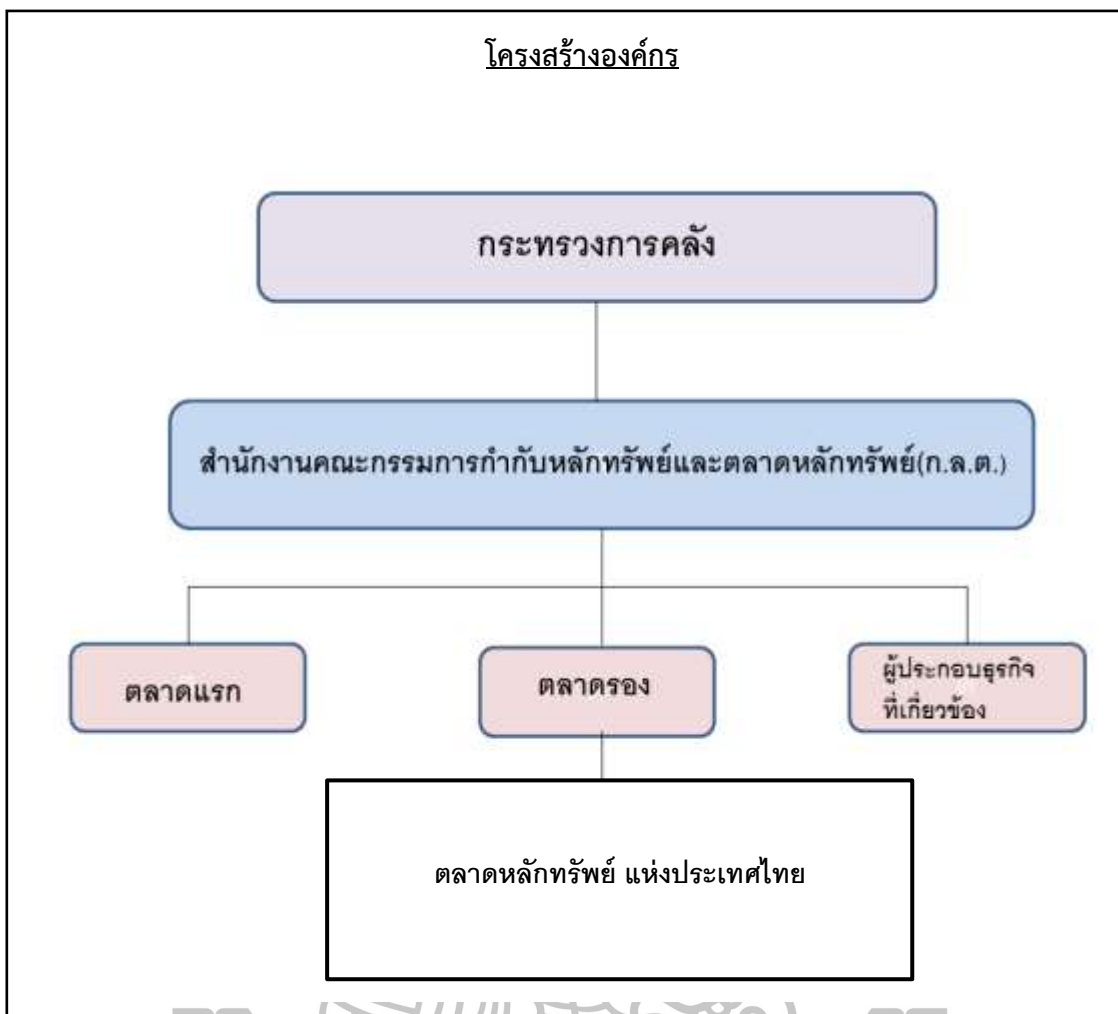 โครงสร้างองค์กร
กระทรวงการคลัง
สำนักงานคณะกรรมการกำกับหลักทรัพย์และตลาดหลักทรัพย์(ก.ล.ต.)
ตลาดแรก
ตลาดรอง
ผู้ประกอบธุรกิจ
ที่เกี่ยวข้อง
ตลาดหลักทรัพย์ แห่งประเทศไทย